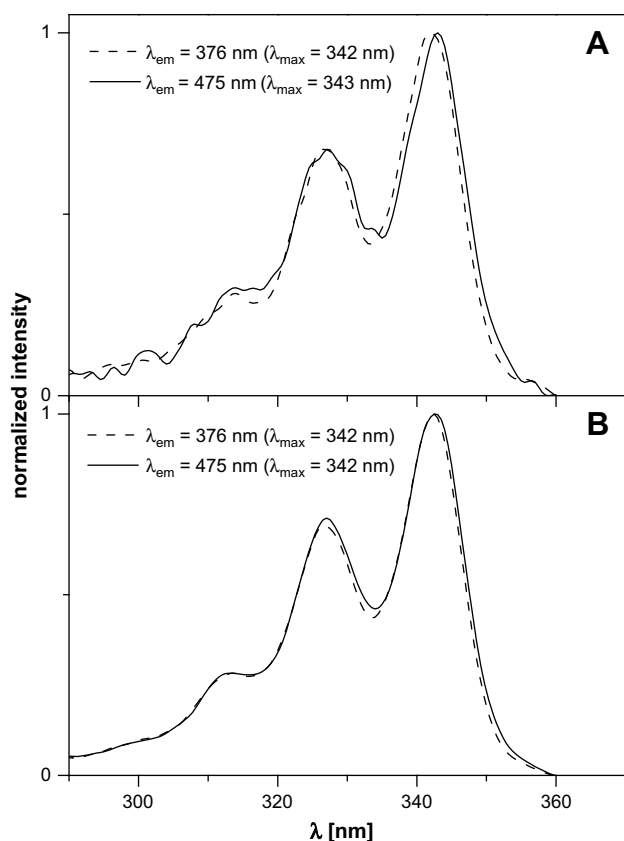 1
A
λem = 376 nm (λmax = 342 nm)
λem = 475 nm (λmax = 343 nm)
0
1
B
λem = 376 nm (λmax = 342 nm)
λem = 475 nm (λmax = 342 nm)
0
normalized intensity
300 320 340 360
λ [nm]